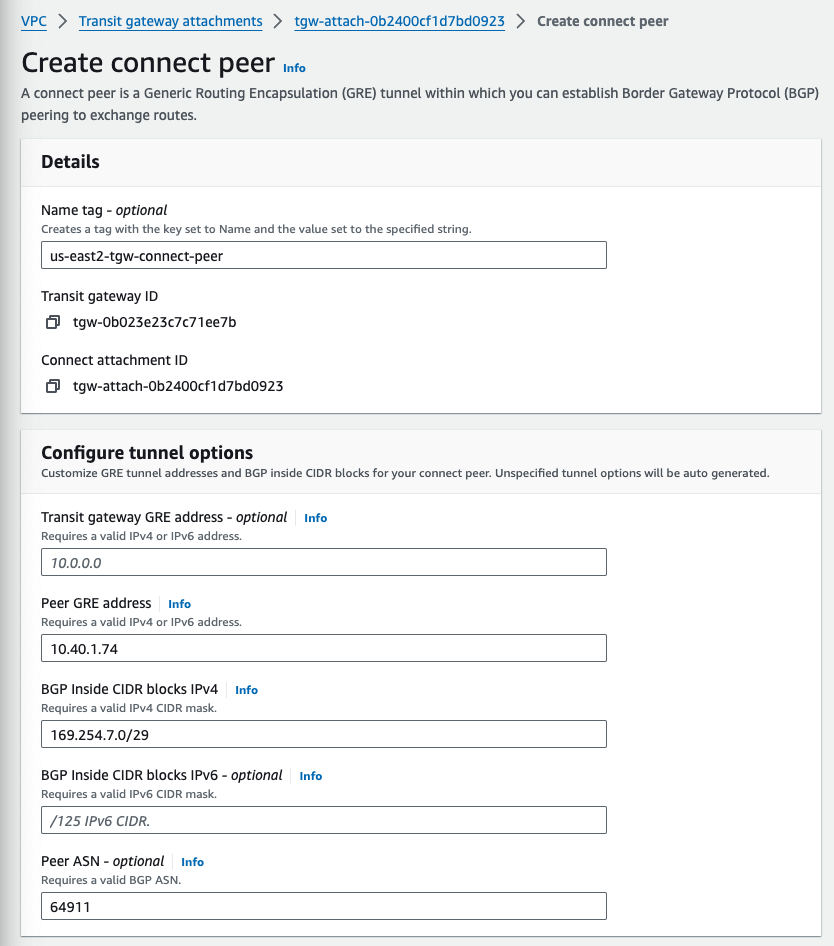 VPC > Transit gateway attachments > tgw-attach-0b2400cf1d7bd0923 > Create connect peer
Create connect peer Info
A connect peer is a Generic Routing Encapsulation (GRE) tunnel within which you can establish Border Gateway Protocol (BGP)
peering to exchange routes.
Details
Name tag - optional
Creates a tag with the key set to Name and the value set to the specified string.
us-east2-tgw-connect-peer
Transit gateway ID
tgw-0b023e23c7c71ee7b
Connect attachment ID
tgw-attach-0b2400cf1d7bd0923
Configure tunnel options
Customize GRE tunnel addresses and BGP inside CIDR blocks for your connect peer. Unspecified tunnel options will be auto generated.
Transit gateway GRE address - optional Info
Requires a valid IPv4 or IPv6 address.
10.0.0.0
Peer GRE address Info
Requires a valid IPv4 or IPv6 address.
10.40.1.74
BGP Inside CIDR blocks IPv4 Info
Requires a valid IPv4 CIDR mask.
169.254.7.0/29
BGP Inside CIDR blocks IPv6 - optional Info
Requires a valid IPv6 CIDR mask.
/125 IPv6 CIDR.
Peer ASN - optional Info
Requires a valid BGP ASN.
64911